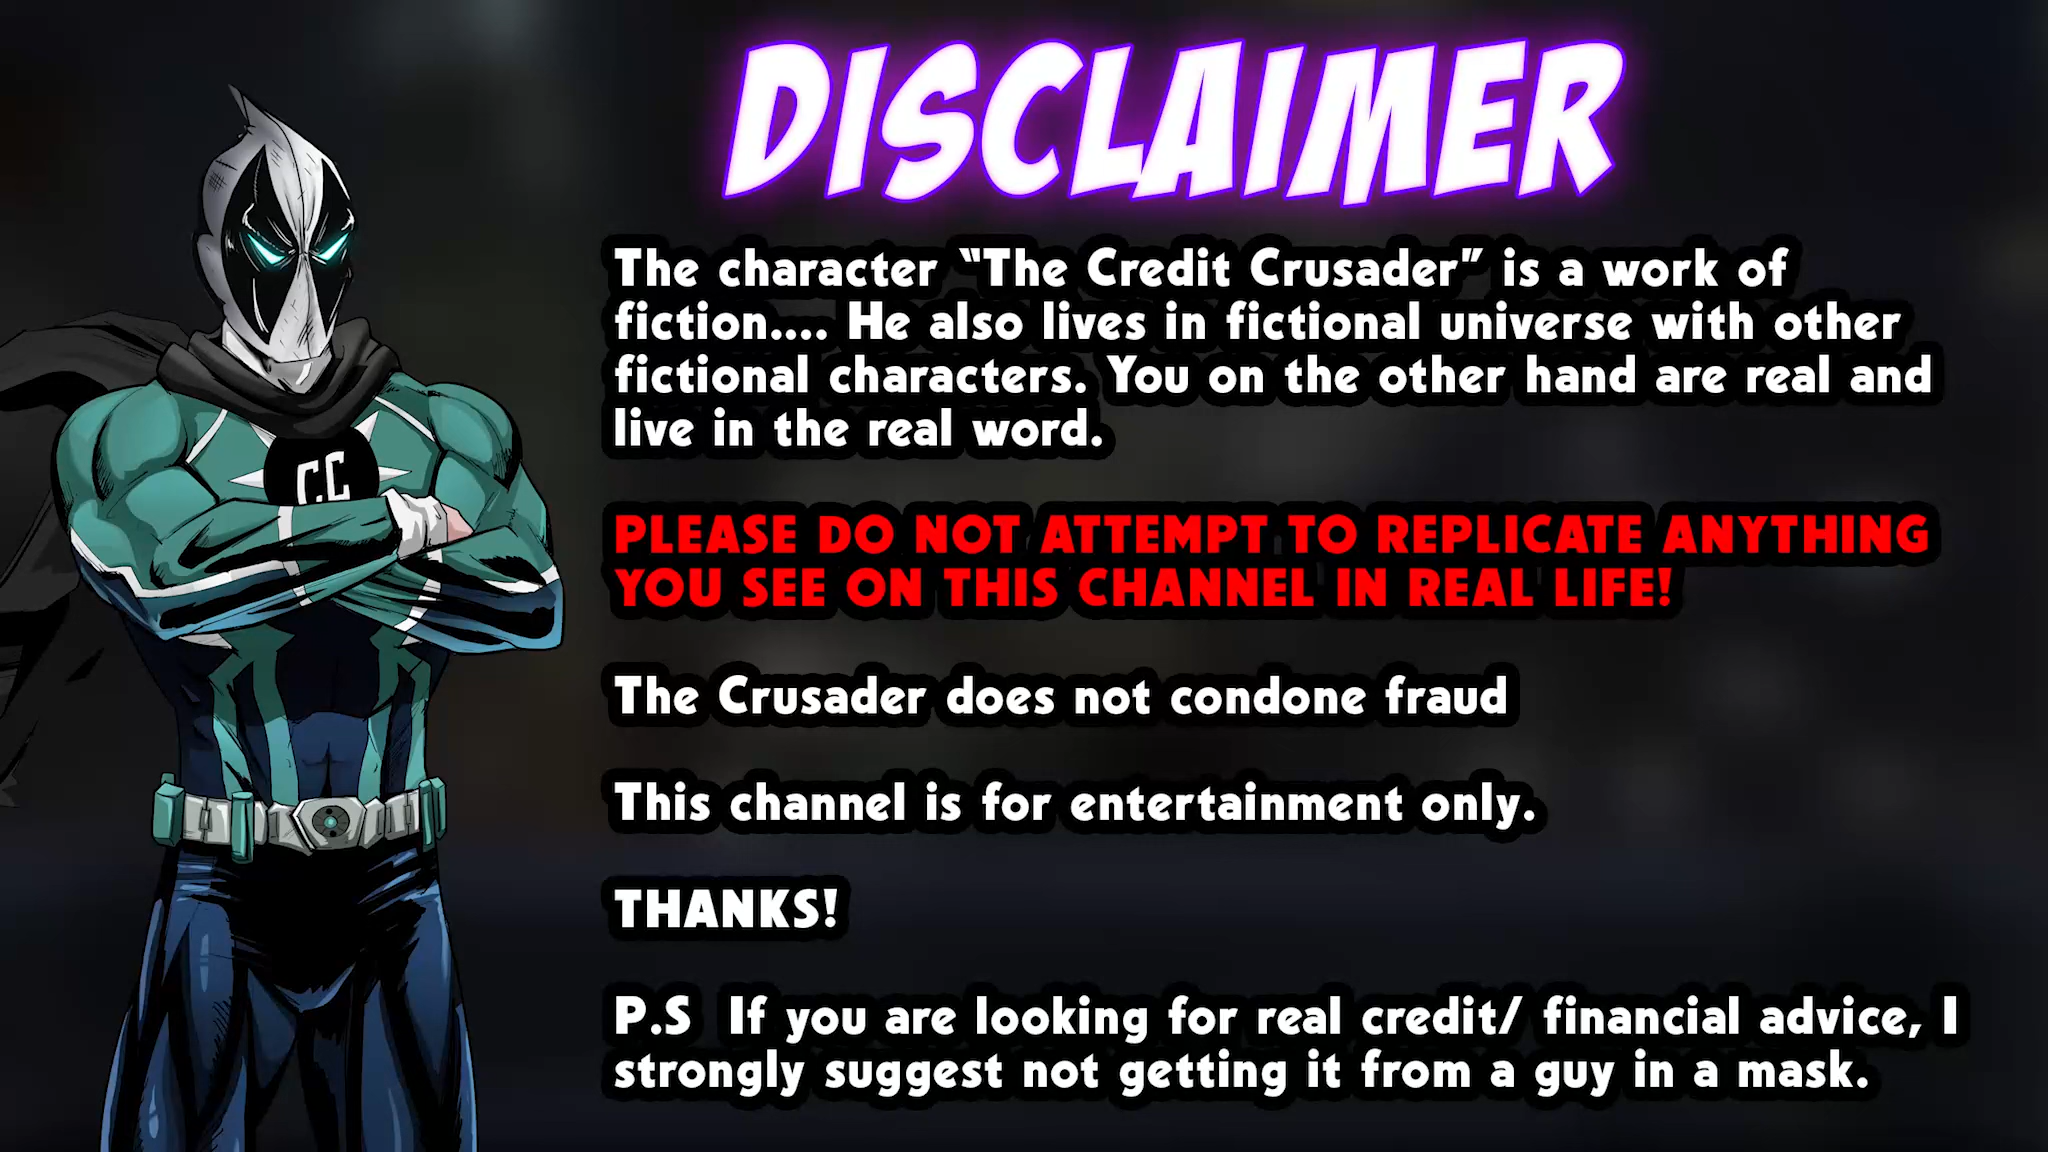 DISCLAIMER
The character “The Credit Crusader” is a work of
fiction.... He also lives in fictional universe with other
fictional characters. You on the other hand are real and
live in the real word.
CC
PLEASE DO NOT ATTEMPT TO REPLICATE ANYTHING
YOU SEE ON THIS CHANNEL IN REAL LIFE!
The Crusader does not condone fraud
This channel is for entertainment only.
THANKS!
P.S  If you are looking for real credit/ financial advice, I
strongly suggest not getting it from a guy in a mask.